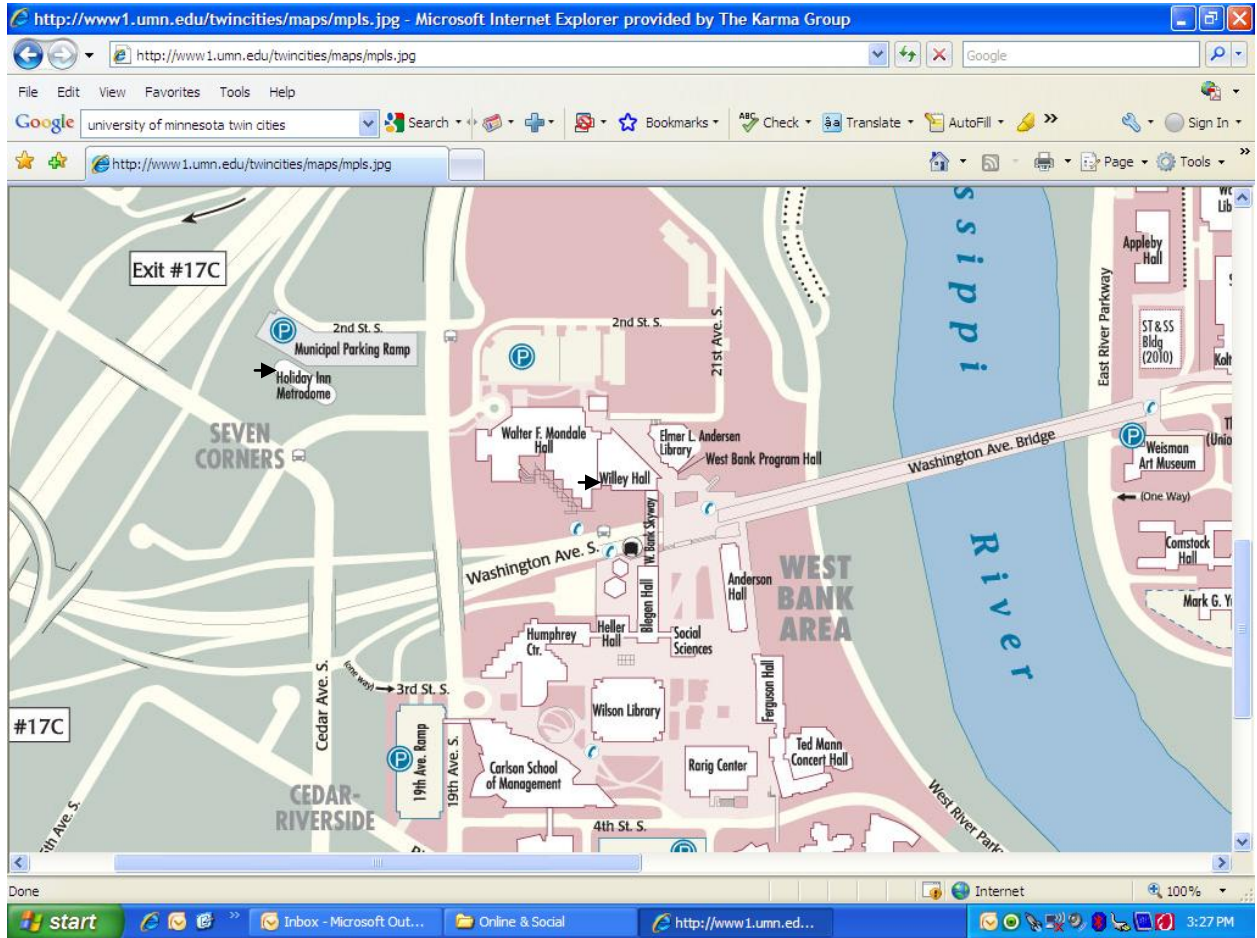 http://www1.umn.edu/twincities/maps/mpls.jpg - Microsoft Internet Explorer provided by The Karma Group
http://www1.umn.edu/twincities/maps/mpls.jpg
Google
File Edit View Favorites Tools Help
Google university of minnesota twin cities Search Bookmarks ABC Check Translate AutoFill Sign In
http://www1.umn.edu/twincities/maps/mpls.jpg
Page Tools
Lib
Appleby
Hall
Exit #17C
ssippi
River
East River Parkway
ST&SS
Bldg
(2010)
Kolt
P
2nd St. S.
Municipal Parking Ramp
Holiday Inn
Metrodome
2nd St. S.
P
21st Ave. S.
SEVEN
CORNERS
Walter F. Mondale
Hall
Willey Hall
Elmer L. Andersen
Library
West Bank Program Hall
Washington Ave. Bridge
P
Weisman
Art Museum
(Unio
(One Way)
Comstock
Hall
Mark G. Y
Washington Ave. S.
W. Bank Skyway
Blegen Hall
Anderson
Hall
WEST
BANK
AREA
Humphrey
Ctr.
Heller
Hall
Social
Sciences
Cedar Ave. S.
(one way)
3rd St. S.
#17C
P
19th Ave. Ramp
19th Ave. S.
Wilson Library
Ferguson Hall
Carlson School
of Management
Rarig Center
Ted Mann
Concert Hall
CEDAR-
RIVERSIDE
4th St. S.
P
West River Park
5th Ave. S.
Done
Internet
100%
start
Inbox - Microsoft Out...
Online & Social
http://www1.umn.ed...
3:27 PM